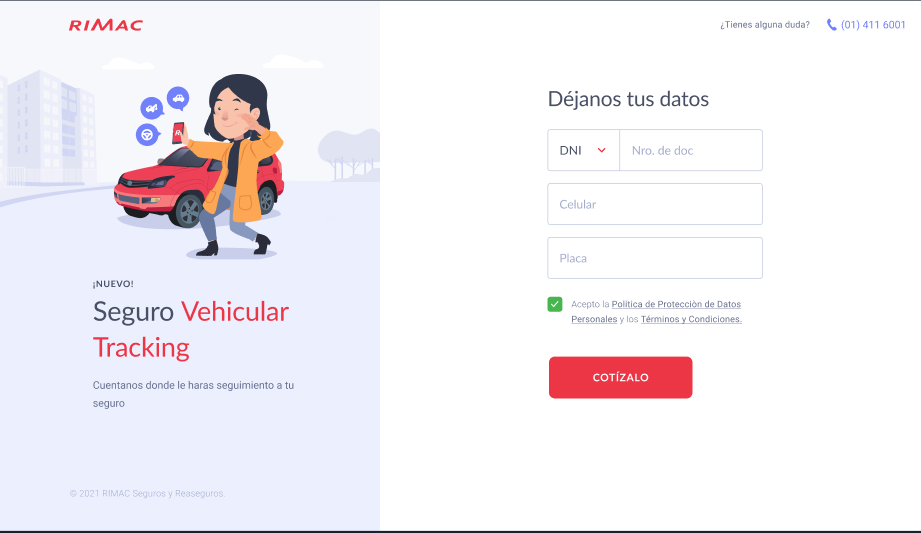 RIMAC
¿Tienes alguna duda?
(01) 411 6001
¡NUEVO!
Seguro Vehicular
Tracking
Cuentanos donde le haras seguimiento a tu
seguro
© 2021 RIMAC Seguros y Reaseguros.
Déjanos tus datos
DNI
Nro. de doc
Celular
Placa
Acepto la Política de Protecciòn de Datos
Personales y los Términos y Condiciones.
COTÍZALO